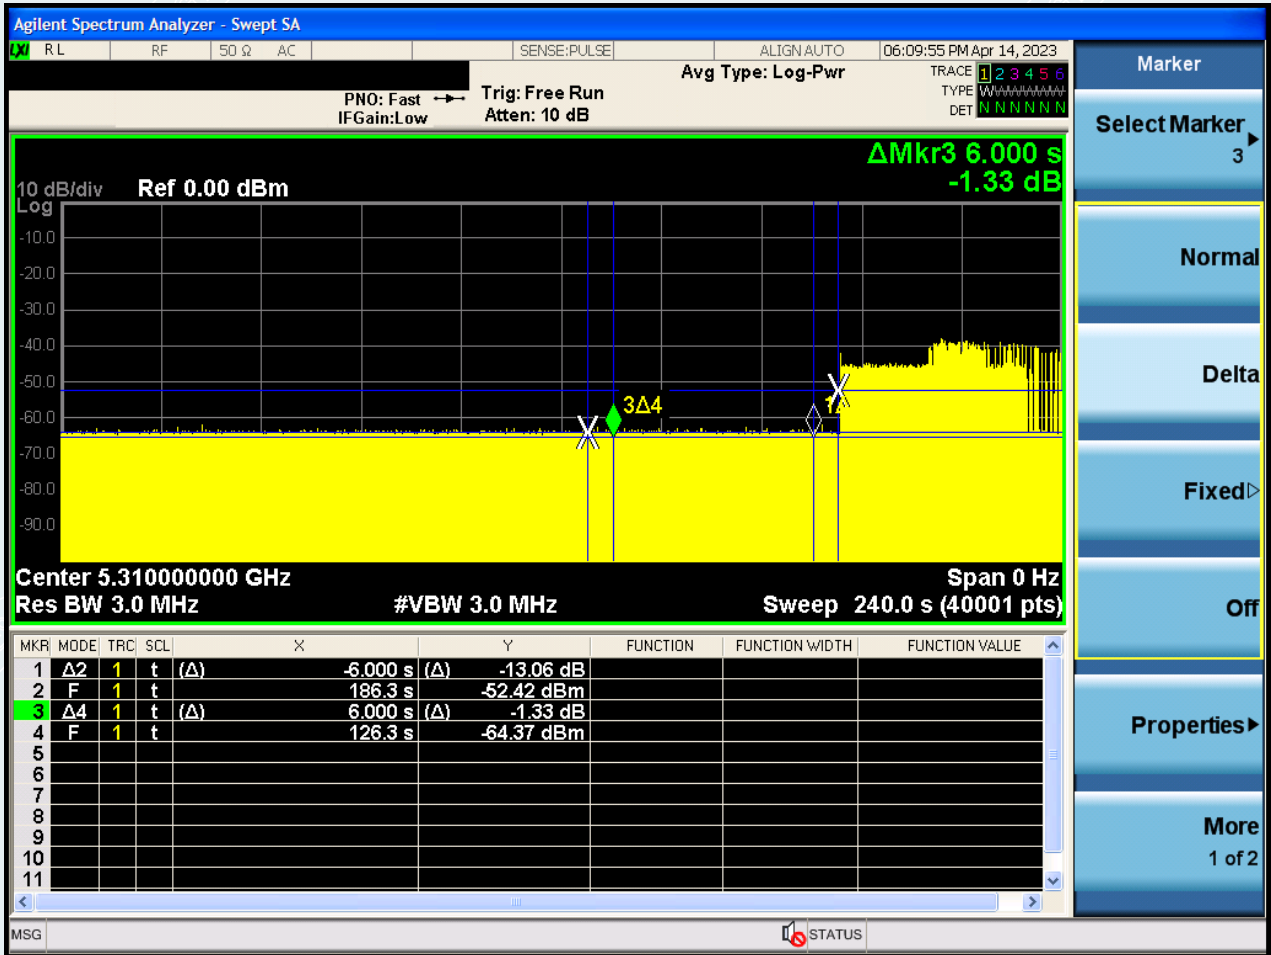 Agilent Spectrum Analyzer - Swept SA
LXI RL RF 50 Ω AC SENSE:PULSE ALIGN AUTO 06:09:55 PM Apr 14, 2023
PNO: Fast
IFGain:Low
Trig: Free Run
Atten: 10 dB
Avg Type: Log-Pwr
TRACE 1 2 3 4 5 6
TYPE WWWWWW
DET N N N N N N
ΔMkr3 6.000 s
-1.33 dB
10 dB/div Ref 0.00 dBm
Log
-10.0
-20.0
-30.0
-40.0
-50.0
-60.0
-70.0
-80.0
-90.0
3Δ4
Center 5.310000000 GHz Span 0 Hz
Res BW 3.0 MHz #VBW 3.0 MHz Sweep 240.0 s (40001 pts)
MKR MODE TRC SCL X Y FUNCTION FUNCTION WIDTH FUNCTION VALUE
1 Δ2 1 t (Δ) -6.000 s (Δ) -13.06 dB
2 F 1 t 186.3 s -52.42 dBm
3 Δ4 1 t (Δ) 6.000 s (Δ) -1.33 dB
4 F 1 t 126.3 s -64.37 dBm
5
6
7
8
9
10
11
MSG STATUS
Marker
Select Marker
3
Normal
Delta
Fixed
Off
Properties
More
1 of 2